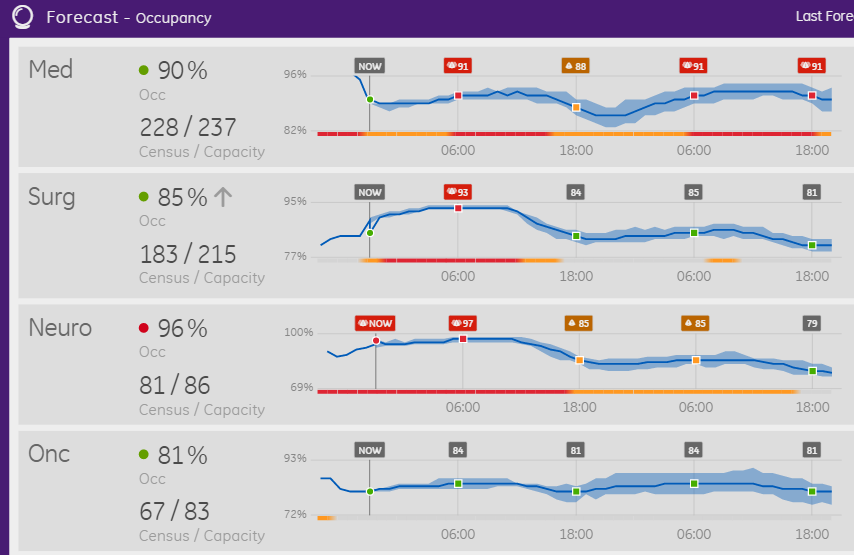 Forecast - Occupancy
Last Fore
Med
90%
Occ
228 / 237
Census / Capacity
96%
82%
NOW
91
88
91
91
06:00
18:00
06:00
18:00
Surg
85%
Occ
183 / 215
Census / Capacity
95%
77%
NOW
93
84
85
81
06:00
18:00
06:00
18:00
Neuro
96%
Occ
81 / 86
Census / Capacity
100%
69%
NOW
97
85
85
79
06:00
18:00
06:00
18:00
Onc
81%
Occ
67 / 83
Census / Capacity
93%
72%
NOW
84
81
84
81
06:00
18:00
06:00
18:00